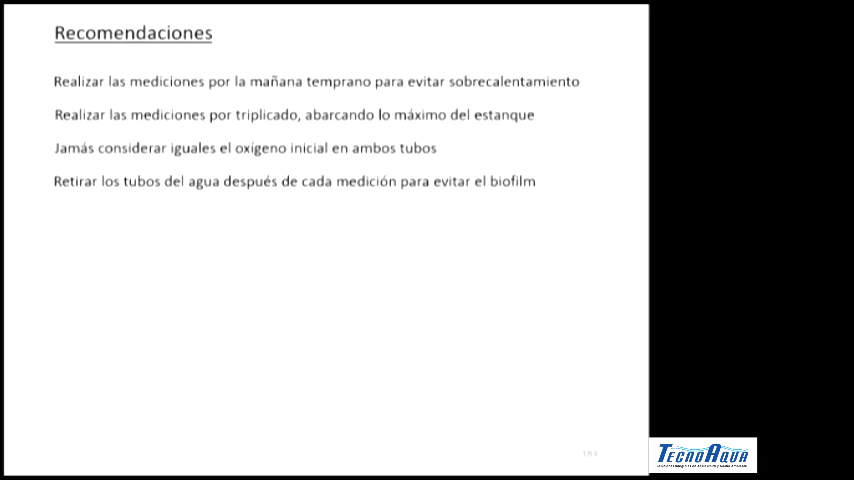 Recomendaciones
Realizar las mediciones por la mañana temprano para evitar sobrecalentamiento
Realizar las mediciones por triplicado, abarcando lo máximo del estanque
Jamás considerar iguales el oxígeno inicial en ambos tubos
Retirar los tubos del agua después de cada medición para evitar el biofilm
TECNOAQUA